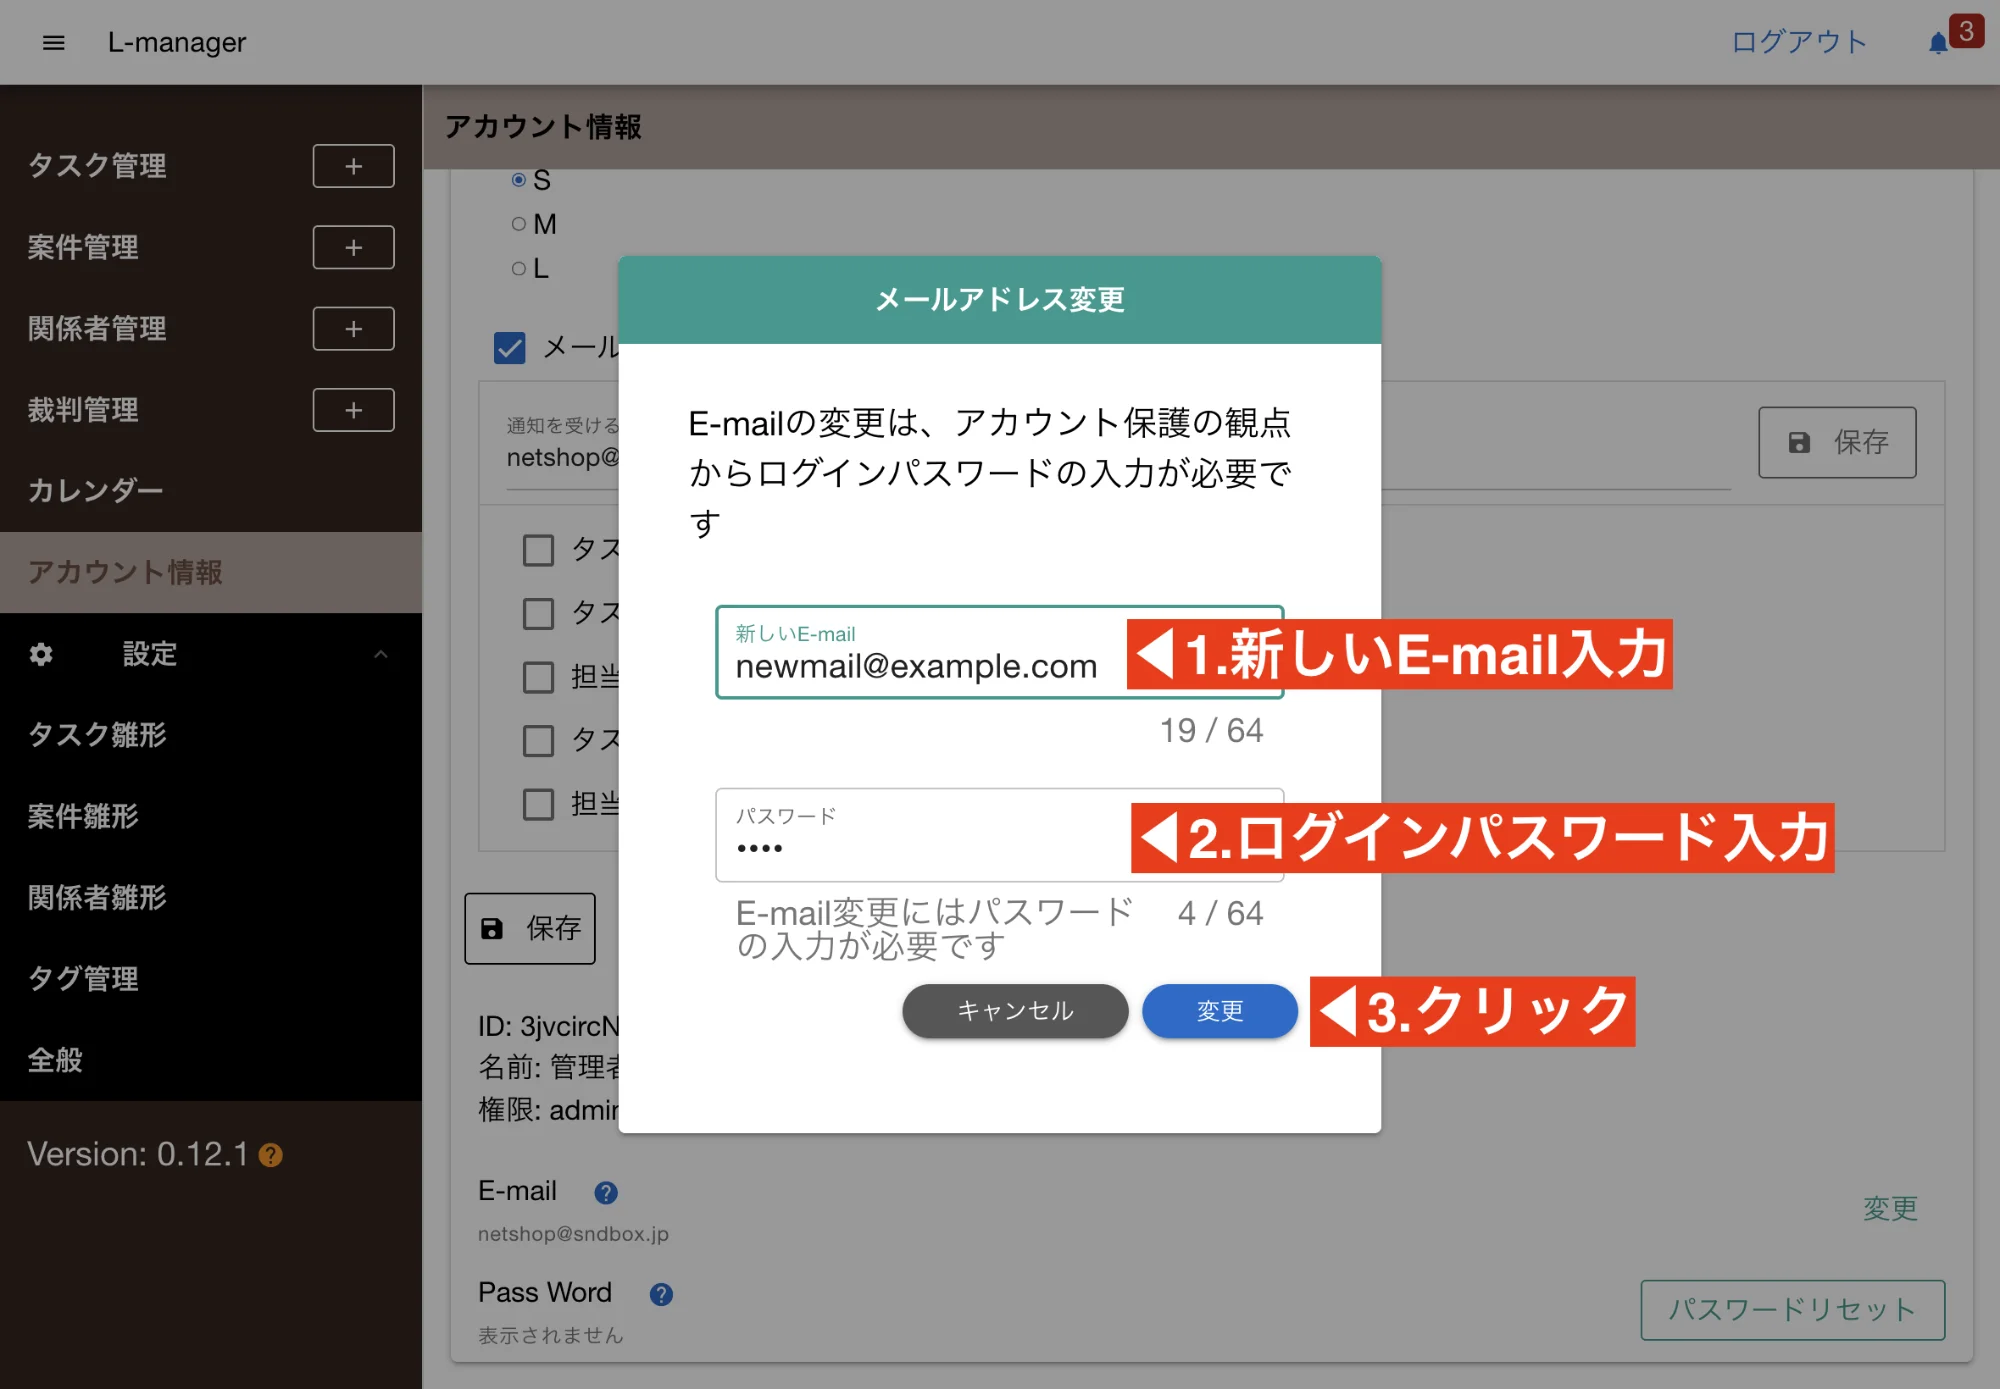 L-manager
ログアウト
3
タスク管理
+
案件管理
+
関係者管理
+
裁判管理
+
カレンダー
アカウント情報
設定
タスク雛形
案件雛形
関係者雛形
タグ管理
全般
Version: 0.12.1 ?
アカウント情報
S
M
L
メール
通知を受ける
netshop@
保存
タス
タス
担当
タス
担当
保存
ID: 3jvcircN
名前: 管理者
権限: admin
E-mail ?
netshop@sndbox.jp
変更
Pass Word ?
表示されません
パスワードリセット
メールアドレス変更
E-mailの変更は、アカウント保護の観点
からログインパスワードの入力が必要で
す
新しいE-mail
newmail@example.com
1.新しいE-mail入力
19 / 64
パスワード
••••
2.ログインパスワード入力
E-mail変更にはパスワード
の入力が必要です
4 / 64
キャンセル
変更
3.クリック